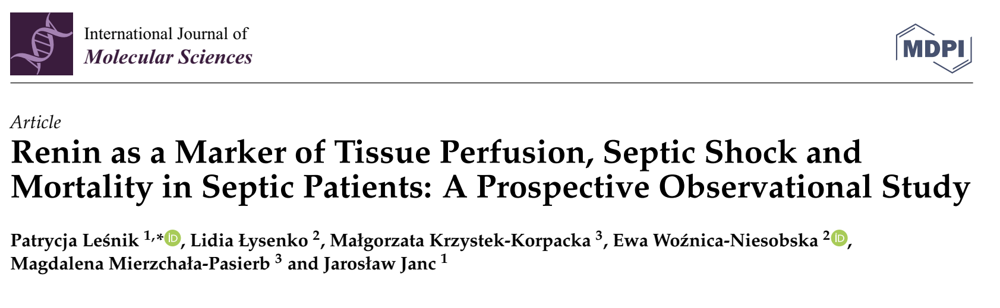 International Journal of
Molecular Sciences
MDPI
Article
Renin as a Marker of Tissue Perfusion, Septic Shock and
Mortality in Septic Patients: A Prospective Observational Study
Patrycja Leśnik 1,* iD, Lidia Łysenko 2, Małgorzata Krzystek-Korpacka 3, Ewa Woźnica-Niesobska 2 iD,
Magdalena Mierzchała-Pasierb 3 and Jarosław Janc 1